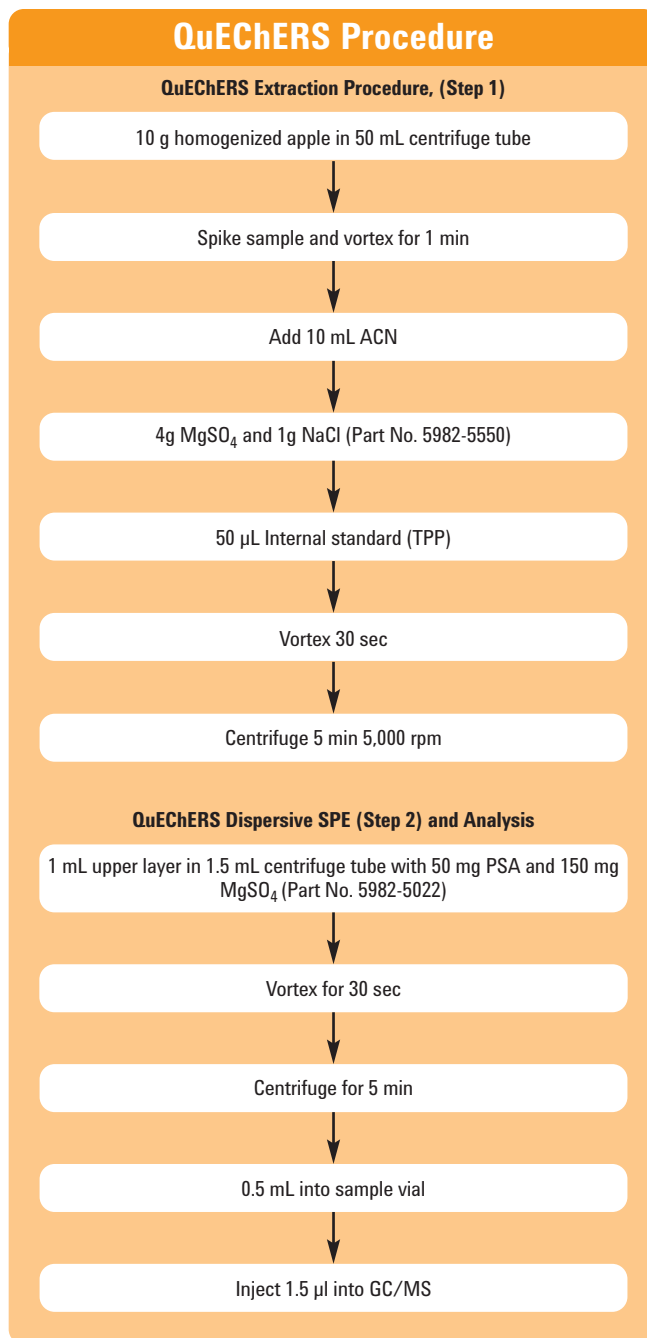 QuEChERS Procedure
QuEChERS Extraction Procedure, (Step 1)
10 g homogenized apple in 50 mL centrifuge tube
Spike sample and vortex for 1 min
Add 10 mL ACN
4g MgSO₄ and 1g NaCl (Part No. 5982-5550)
50 µL Internal standard (TPP)
Vortex 30 sec
Centrifuge 5 min 5,000 rpm
QuEChERS Dispersive SPE (Step 2) and Analysis
1 mL upper layer in 1.5 mL centrifuge tube with 50 mg PSA and 150 mg
MgSO₄ (Part No. 5982-5022)
Vortex for 30 sec
Centrifuge for 5 min
0.5 mL into sample vial
Inject 1.5 µl into GC/MS